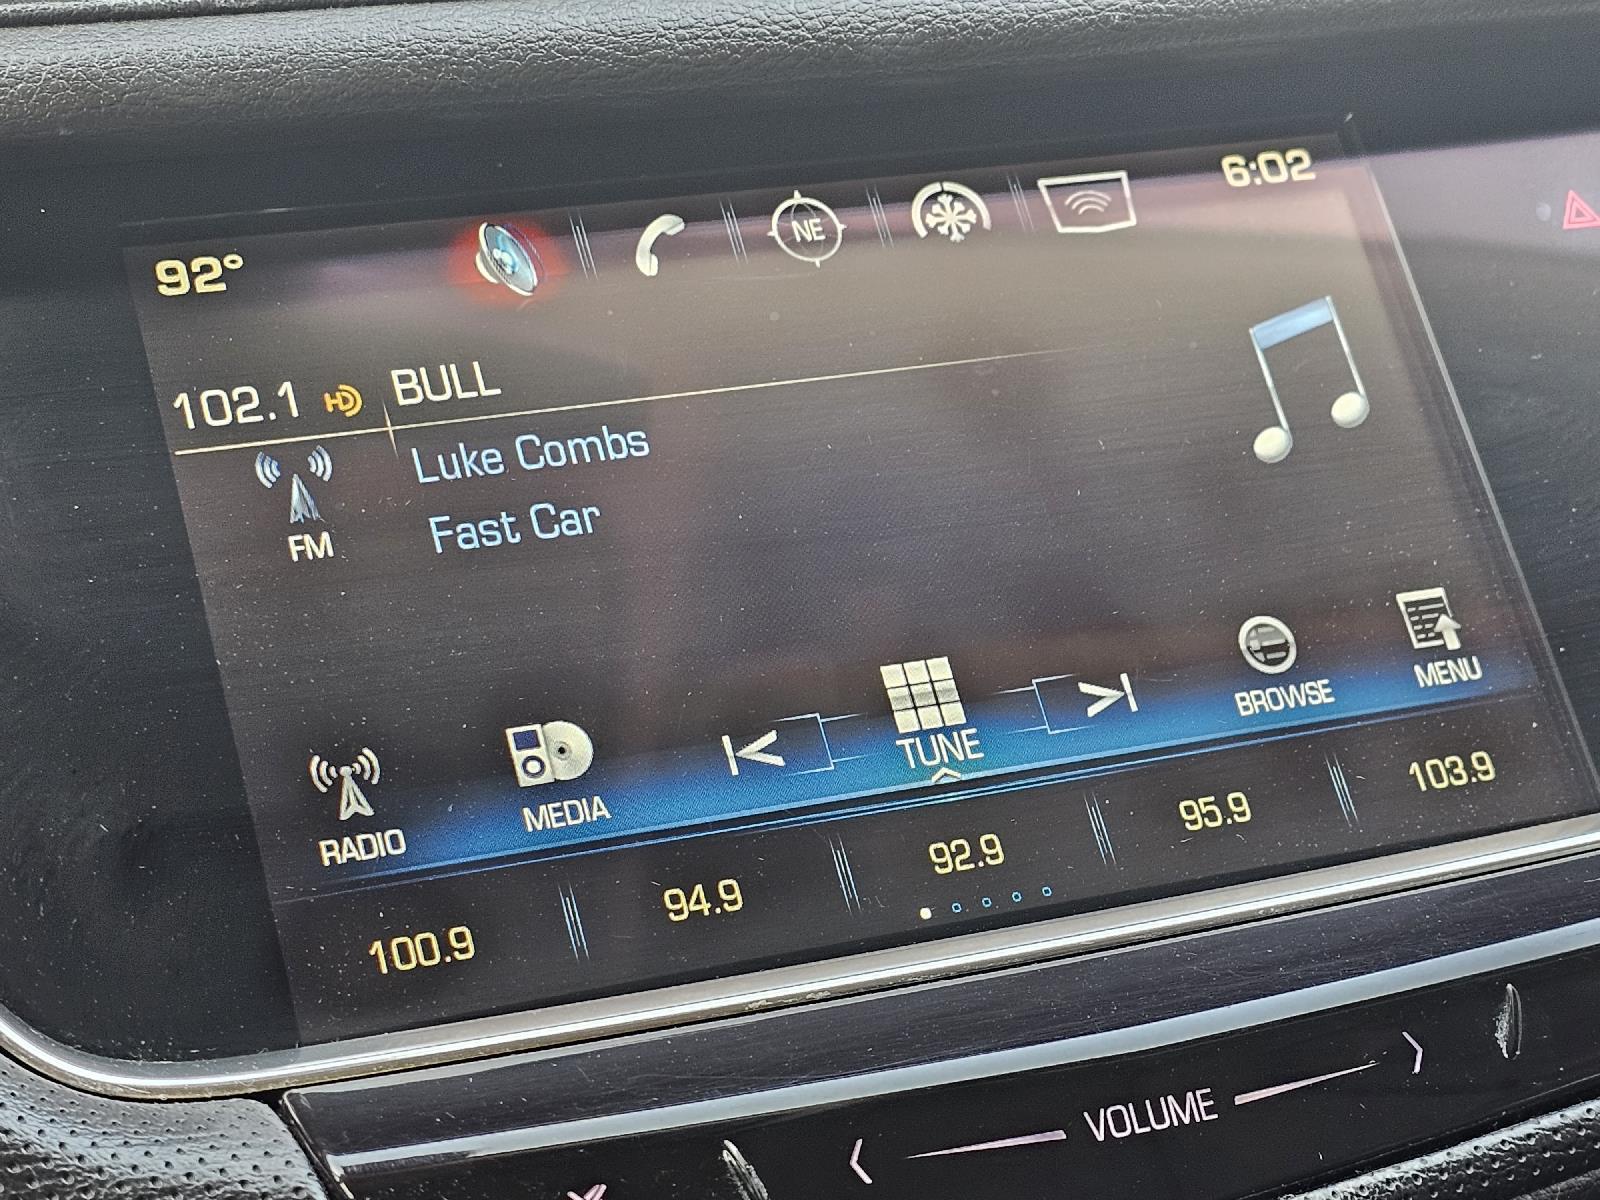 6:02
92°
NE
102.1 HD BULL
Luke Combs
FM
Fast Car
RADIO
MEDIA
TUNE
BROWSE
MENU
100.9
94.9
92.9
95.9
103.9
VOLUME